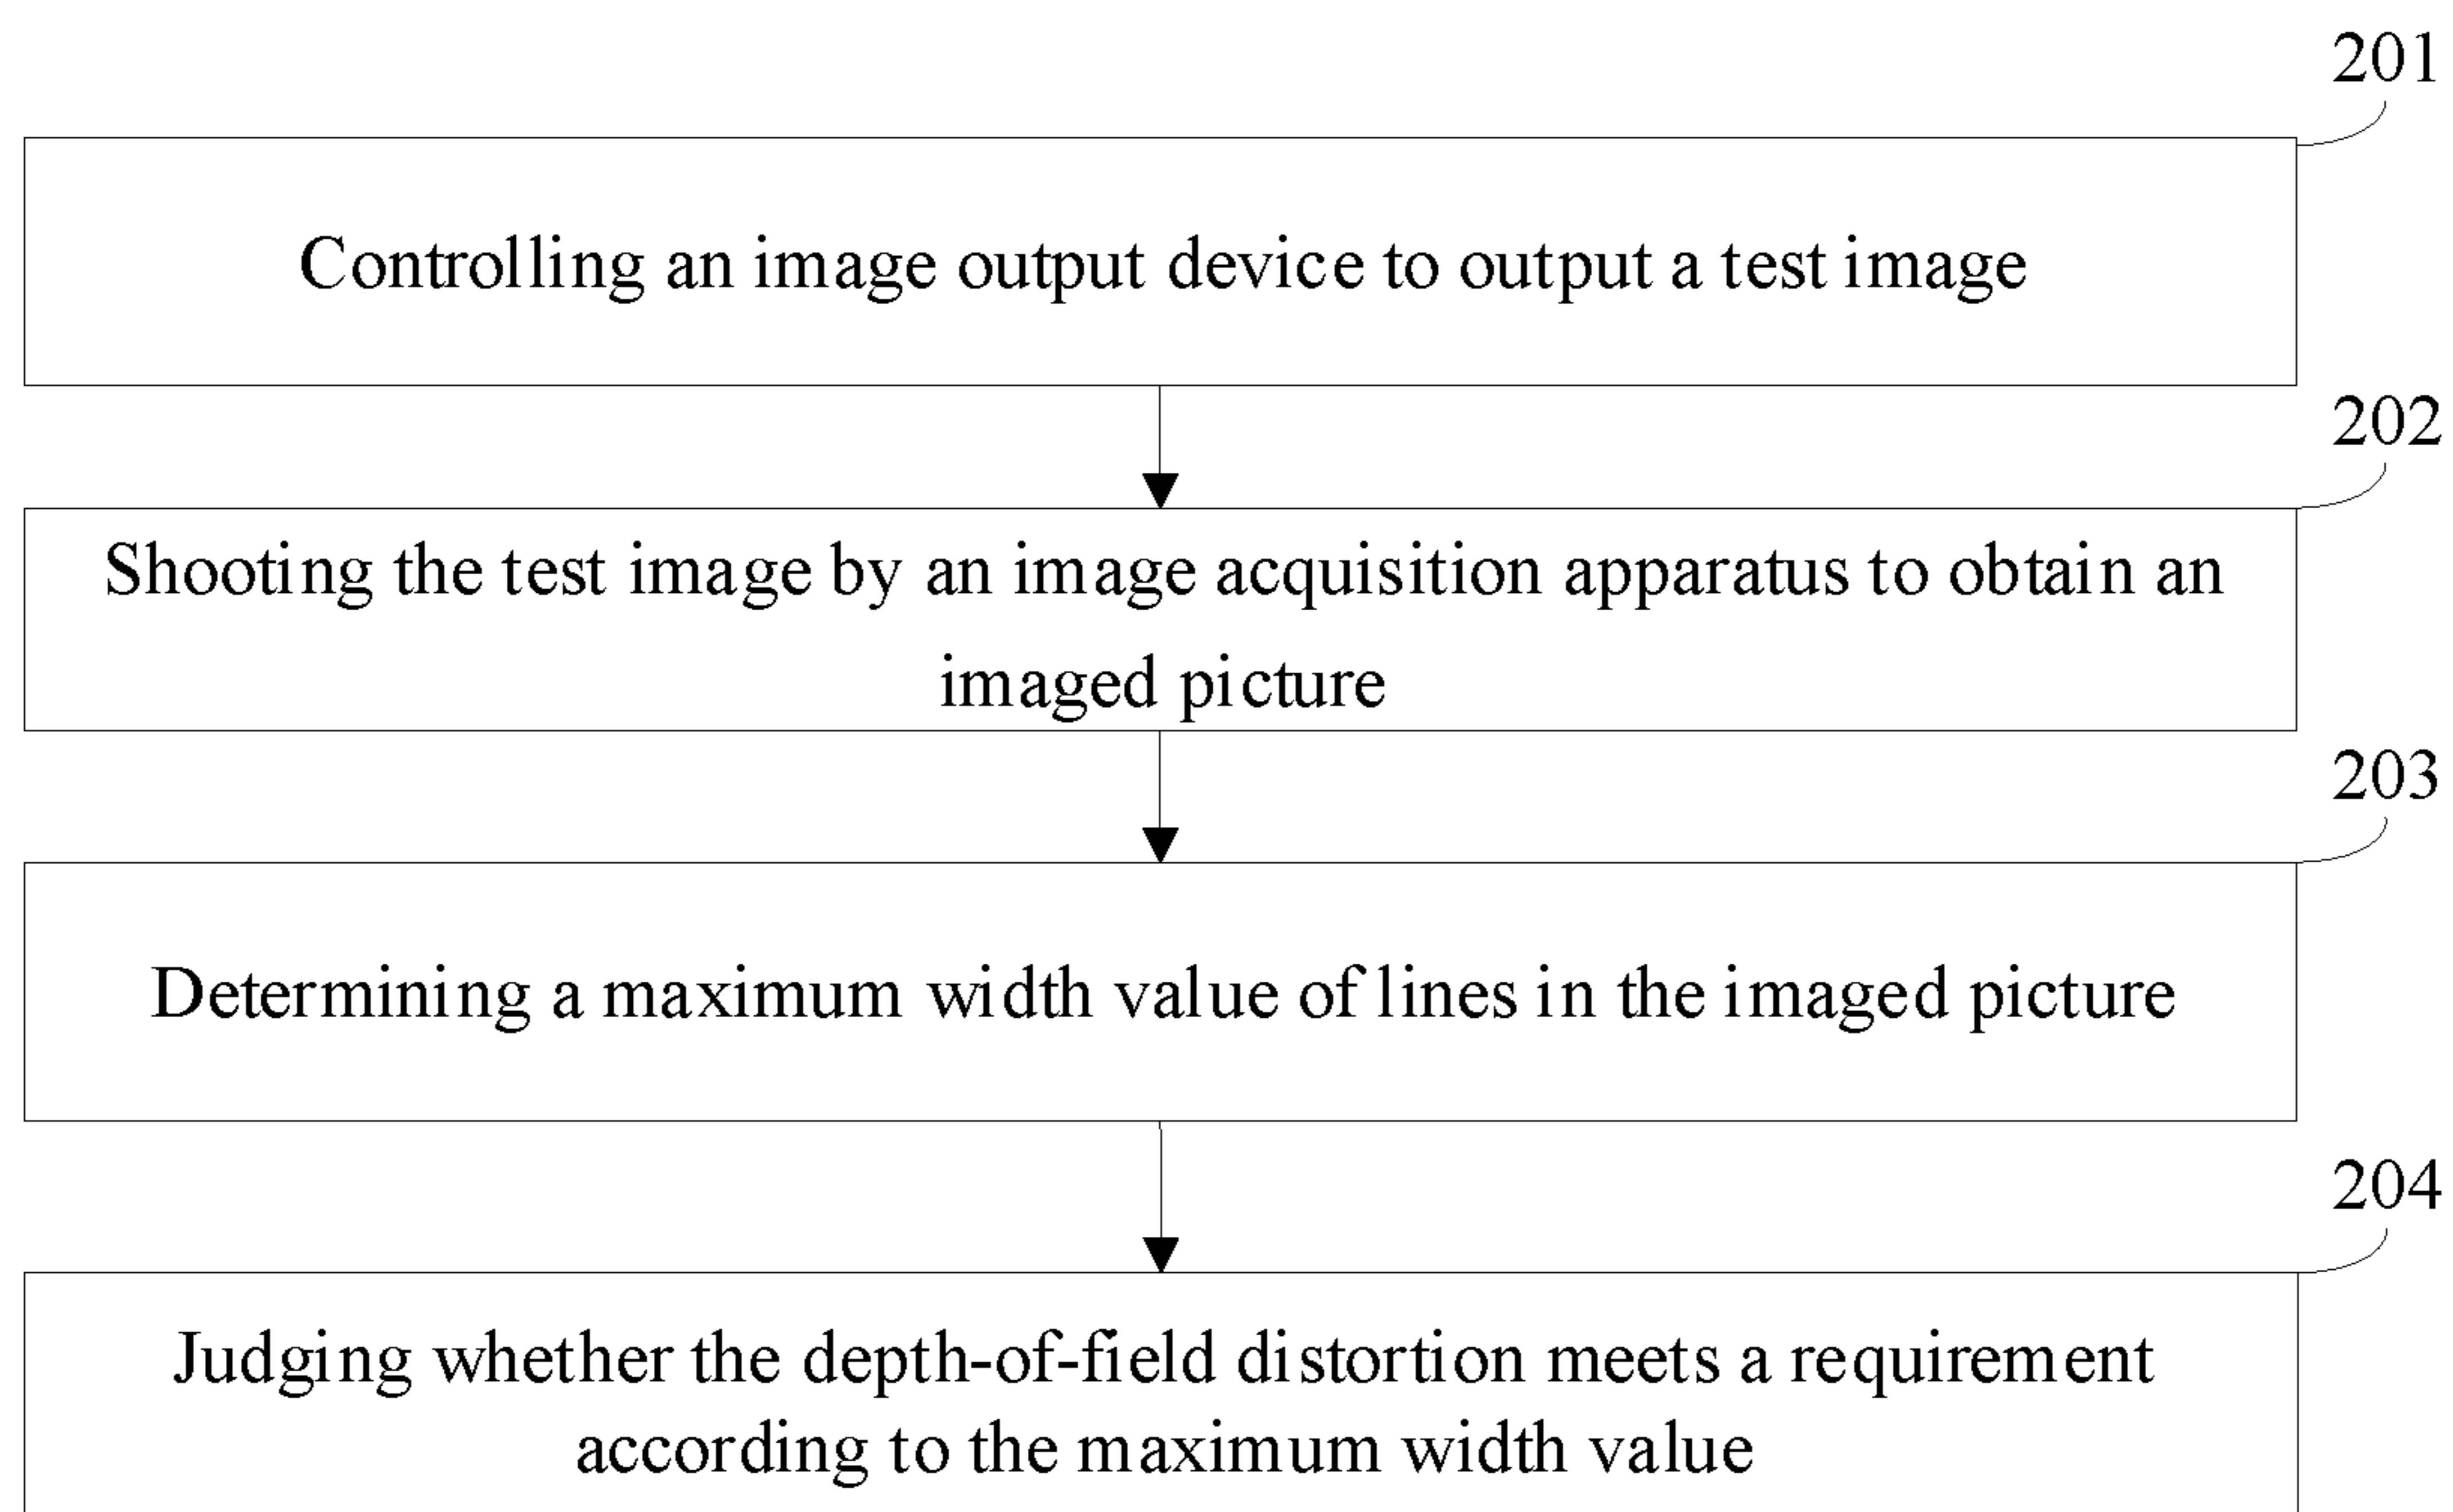 201
Controlling an image output device to output a test image
202
Shooting the test image by an image acquisition apparatus to obtain an
imaged picture
203
Determining a maximum width value of lines in the imaged picture
204
Judging whether the depth-of-field distortion meets a requirement
according to the maximum width value